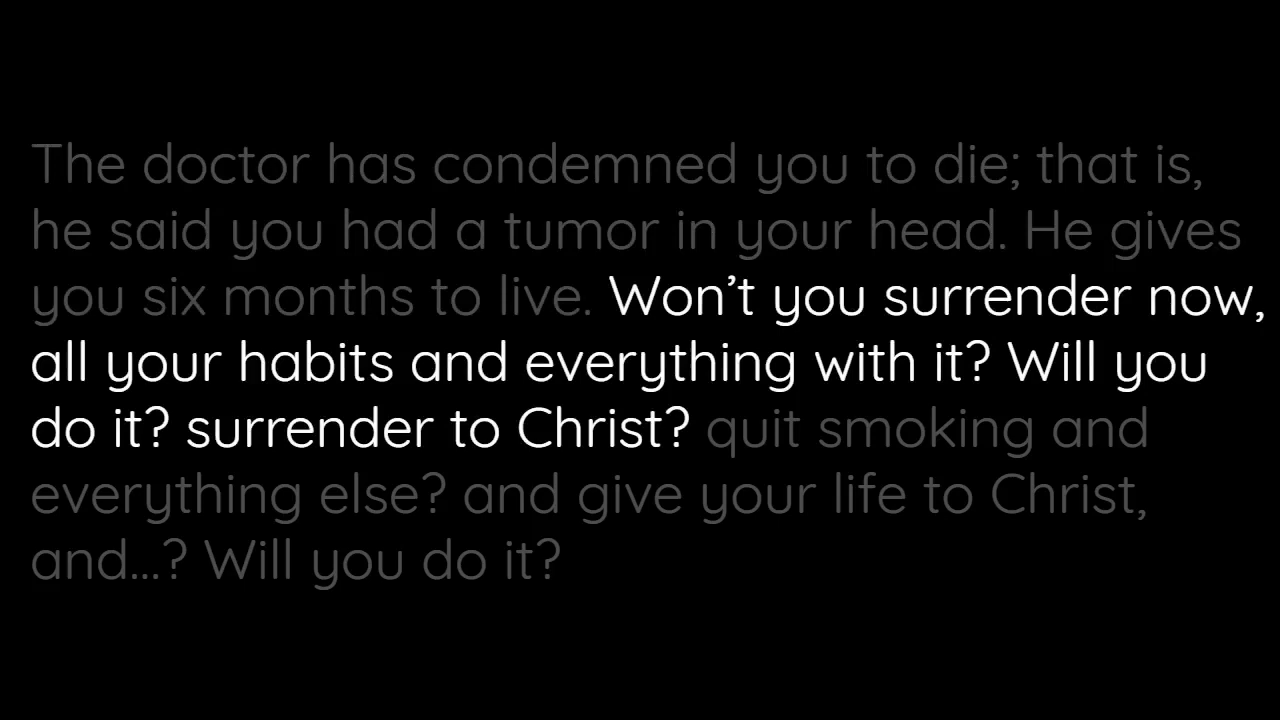 The doctor has condemned you to die; that is,
he said you had a tumor in your head. He gives
you six months to live. Won’t you surrender now,
all your habits and everything with it? Will you
do it? surrender to Christ? quit smoking and
everything else? and give your life to Christ,
and...? Will you do it?